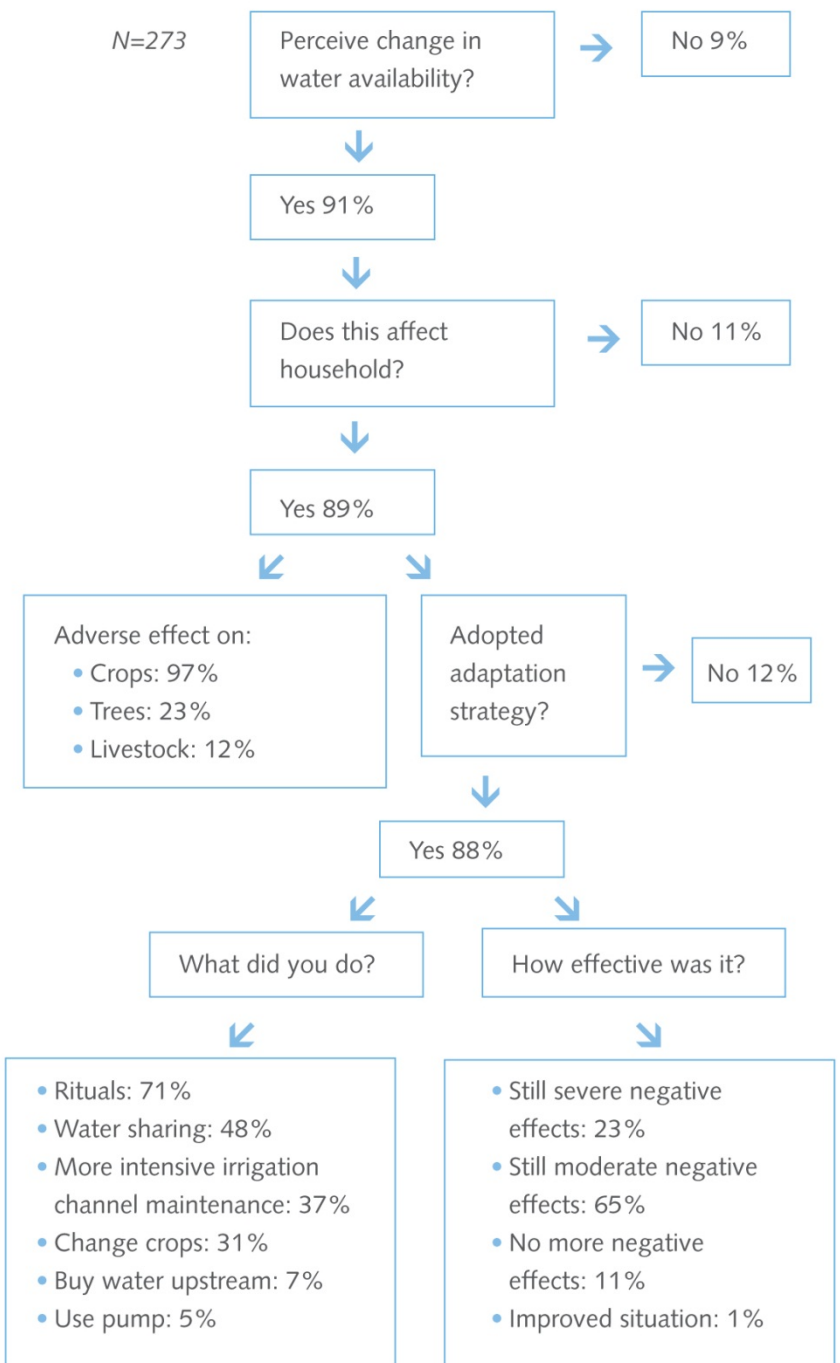 N=273
Perceive change in
water availability?
No 9%
Yes 91%
Does this affect
household?
No 11%
Yes 89%
Adverse effect on:
• Crops: 97%
• Trees: 23%
• Livestock: 12%
Adopted
adaptation
strategy?
No 12%
Yes 88%
What did you do?
How effective was it?
• Rituals: 71%
• Water sharing: 48%
• More intensive irrigation
channel maintenance: 37%
• Change crops: 31%
• Buy water upstream: 7%
• Use pump: 5%
• Still severe negative
effects: 23%
• Still moderate negative
effects: 65%
• No more negative
effects: 11%
• Improved situation: 1%